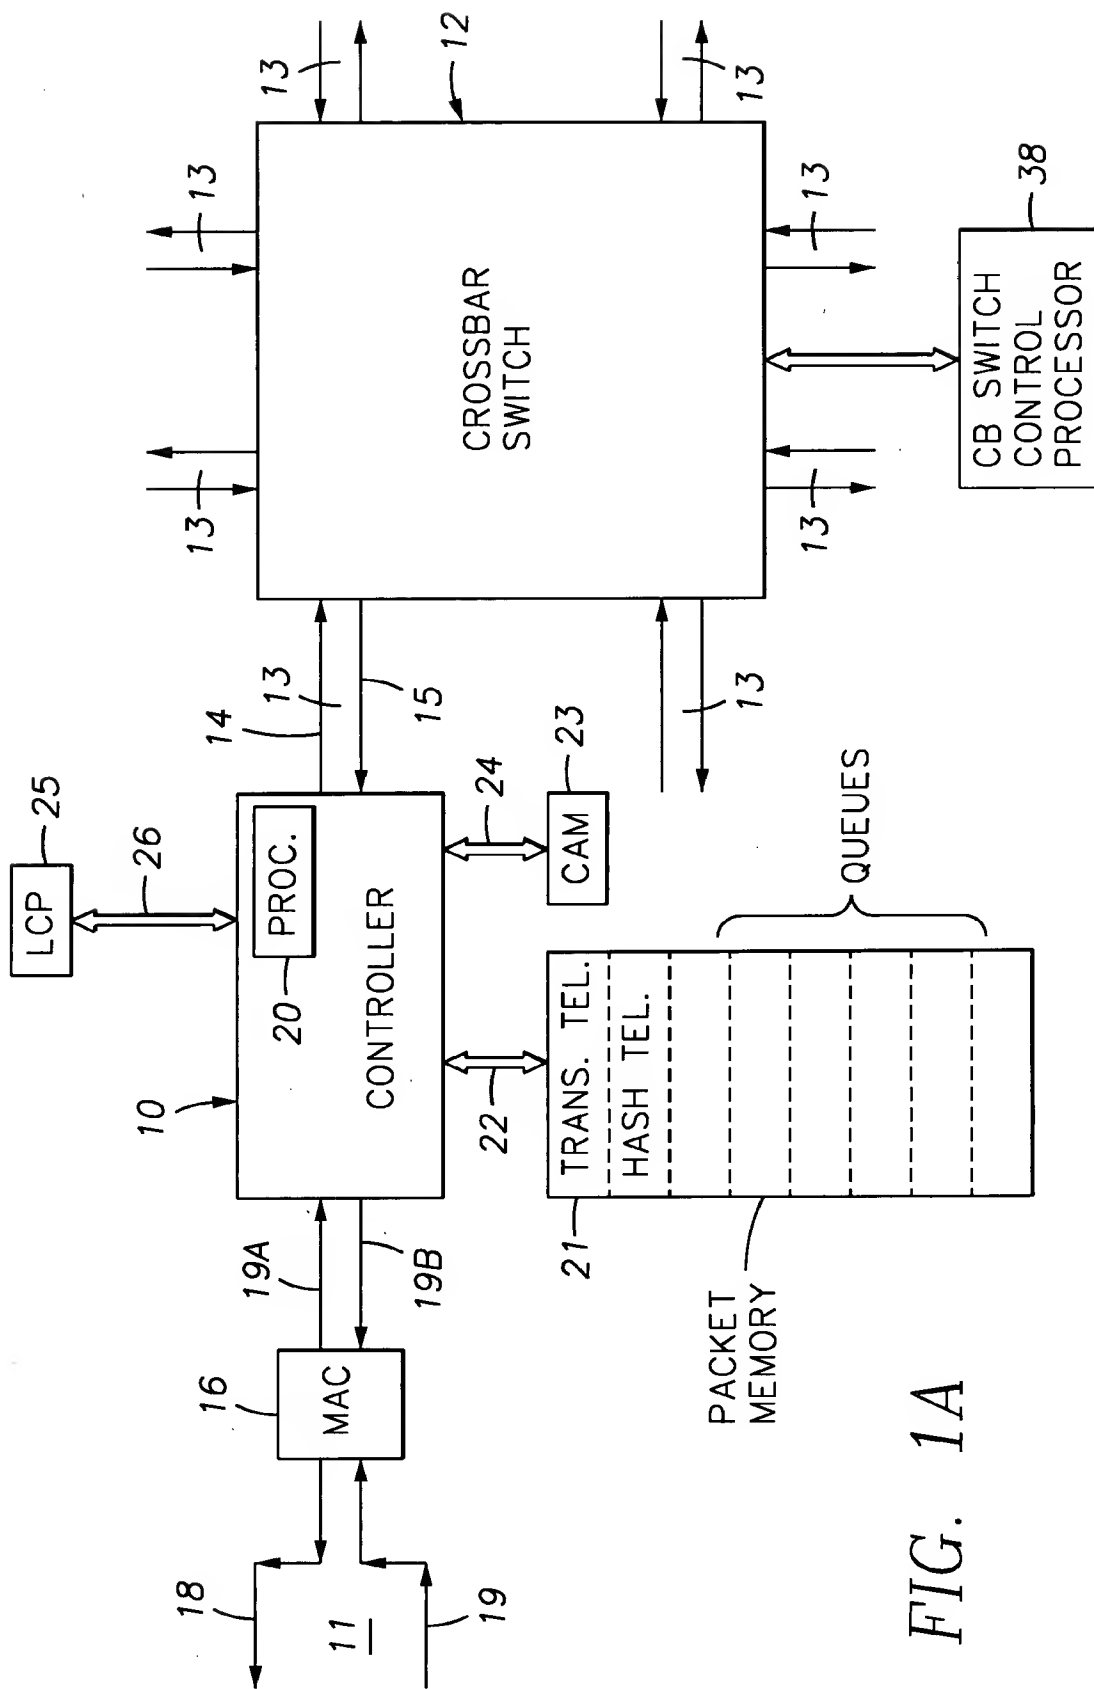 12
13
13
13
13
CROSSBAR
SWITCH
13
13
38
CB SWITCH
CONTROL
PROCESSOR
14
13
15
13
25
LCP
26
20
PROC.
CONTROLLER
10
24
23
CAM
22
21
TRANS. TEL.
HASH TEL.
QUEUES
PACKET
MEMORY
19A
19B
16
MAC
18
11
19
FIG. 1A